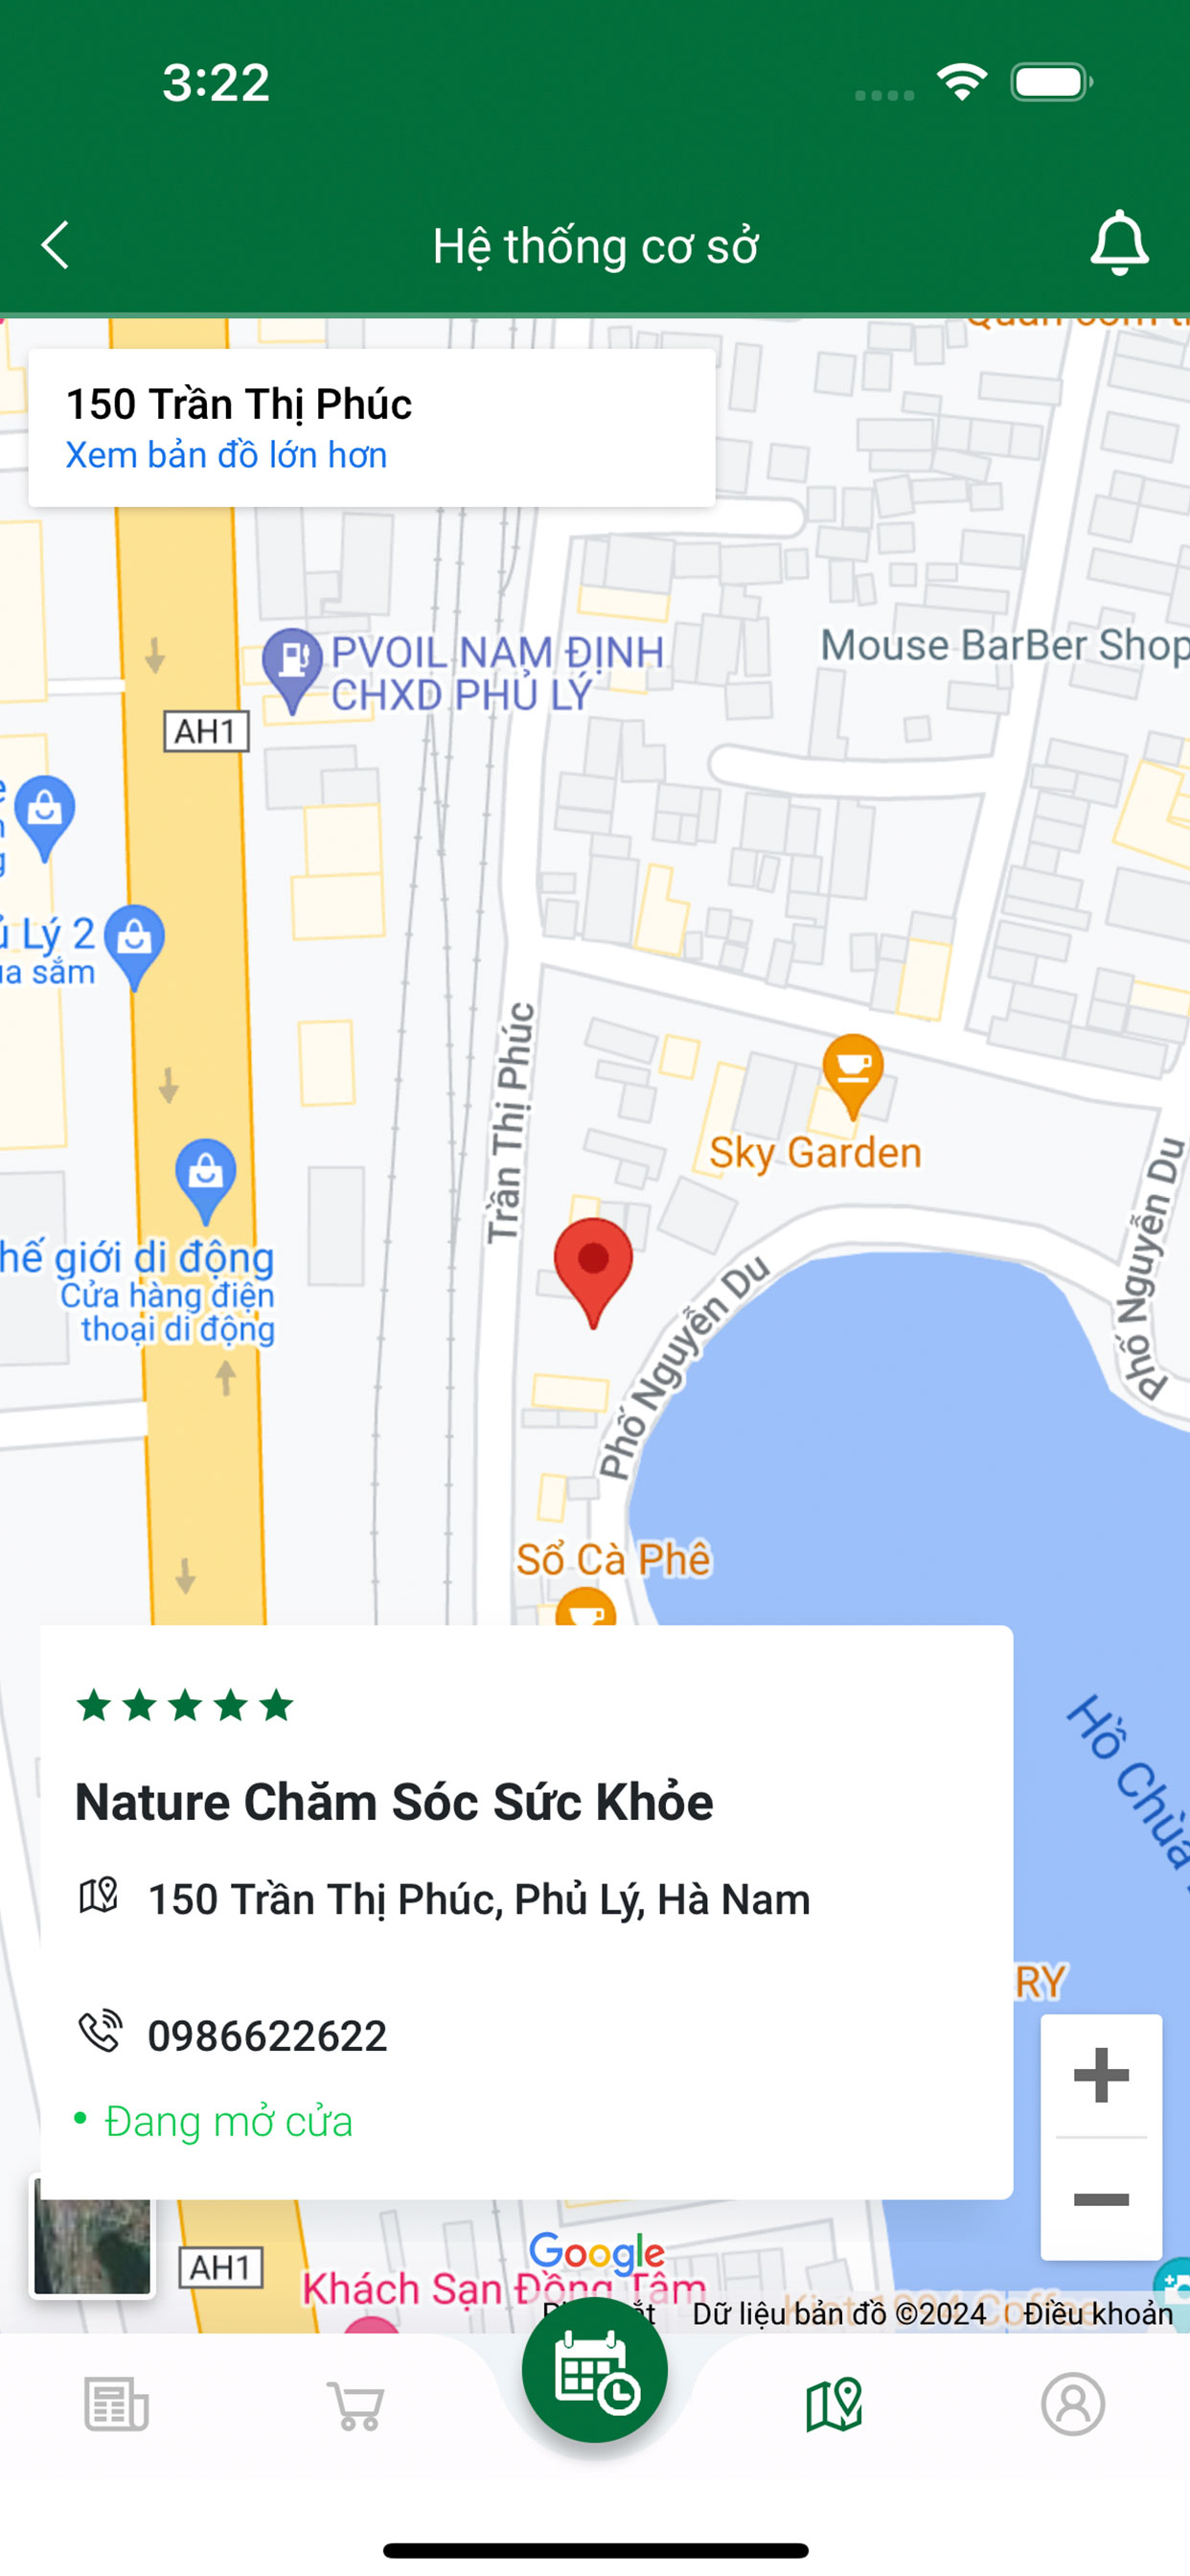 3:22
Hệ thống cơ sở
150 Trần Thị Phúc
Xem bản đồ lớn hơn
PVOIL NAM ĐỊNH
CHXD PHỦ LÝ
Mouse BarBer Shop
AH1
Lý 2
sắm
Trần Thị Phúc
Sky Garden
Phố Nguyễn Du
giới di động
Cửa hàng điện
thoại di động
Phố Nguyễn Du
Sổ Cà Phê
Nature Chăm Sóc Sức Khỏe
Hồ Chùa
150 Trần Thị Phúc, Phủ Lý, Hà Nam
RY
0986622622
Đang mở cửa
Google
AH1
Khách Sạn Đồng Tâm
Dữ liệu bản đồ ©2024
Điều khoản